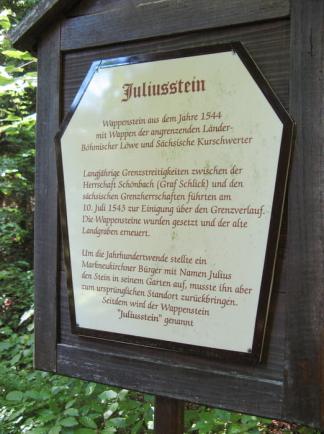 Juliusstein
Wappenstein aus dem Jahre 1544
mit Wappen der angrenzenden Länder-
Böhmischer Löwe und Sächsische Kurschwerter
Langjährige Grenzstreitigkeiten zwischen der
Herrschaft Schönbach (Graf Schlick) und den
sächsischen Grenzherrschaften führten am
10. Juli 1543 zur Einigung über den Grenzverlauf.
Die Wappensteine wurden gesetzt und der alte
Landgraben erneuert.
Um die Jahrhundertwende stellte ein
Markneukirchner Bürger mit Namen Julius
den Stein in seinem Garten auf, musste ihn aber
zum ursprünglichen Standort zurückbringen.
Seitdem wird der Wappenstein
"Juliusstein" genannt